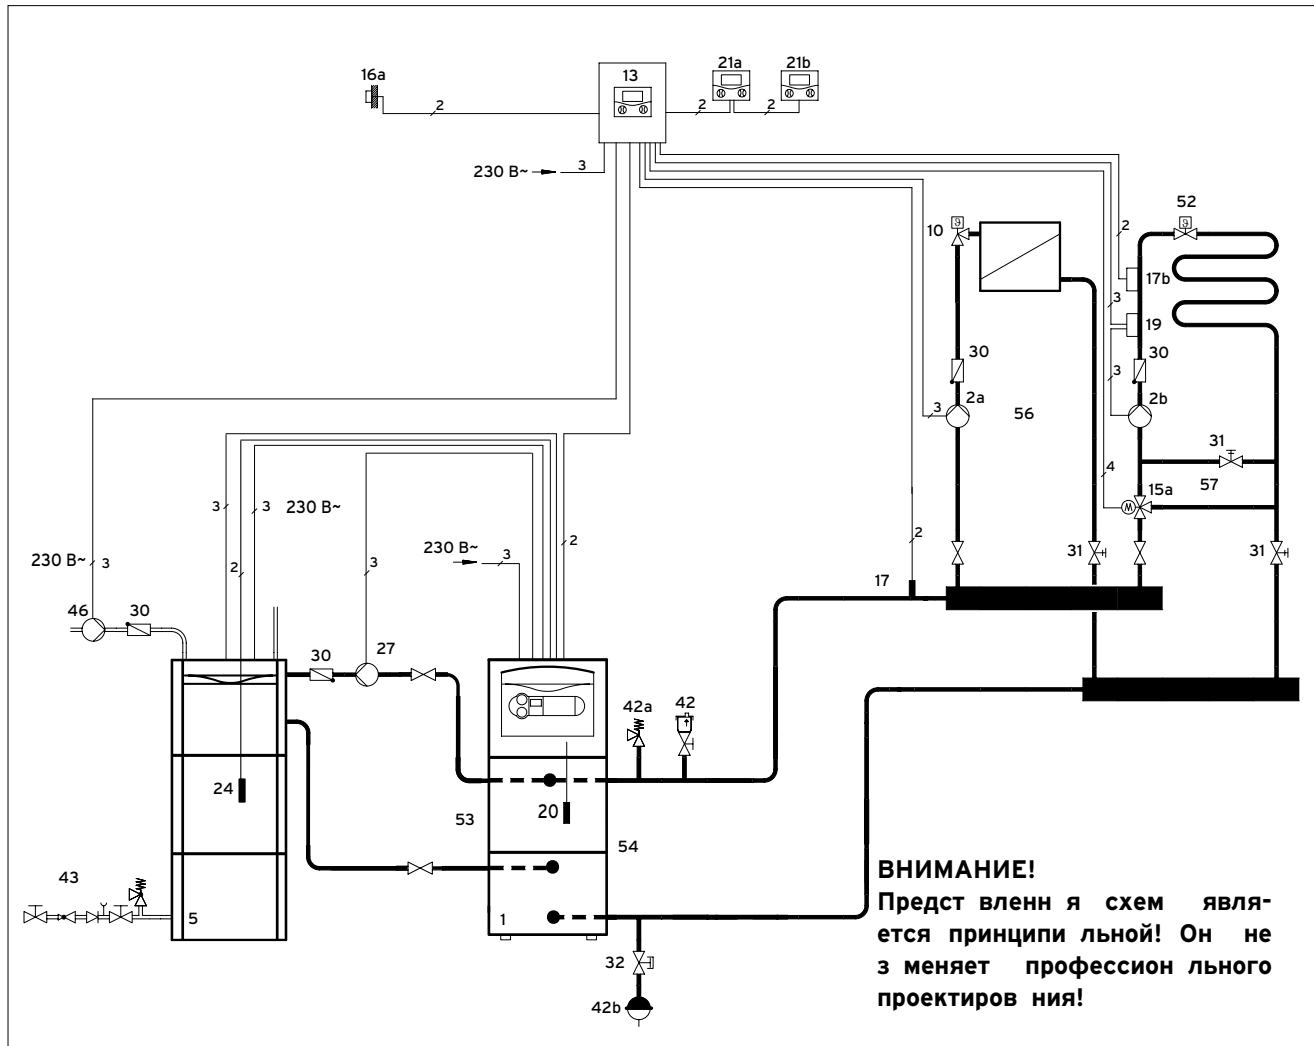 16a
13
21a
21b
2
2
2
230 В~
3
52
10
2
17b
3
19
30
30
3
2a
3
2b
56
31
4
57
15a
3
3
230 В~
2
230 В~
3
2
3
230 В~
3
2
31
31
17
46
30
30
27
42a
42
24
20
53
54
43
5
1
32
42b
ВНИМАНИЕ!
Предст вленн я схем явля-
ется принципи льной! Он не
з меняет профессион льного
проектиров ния!